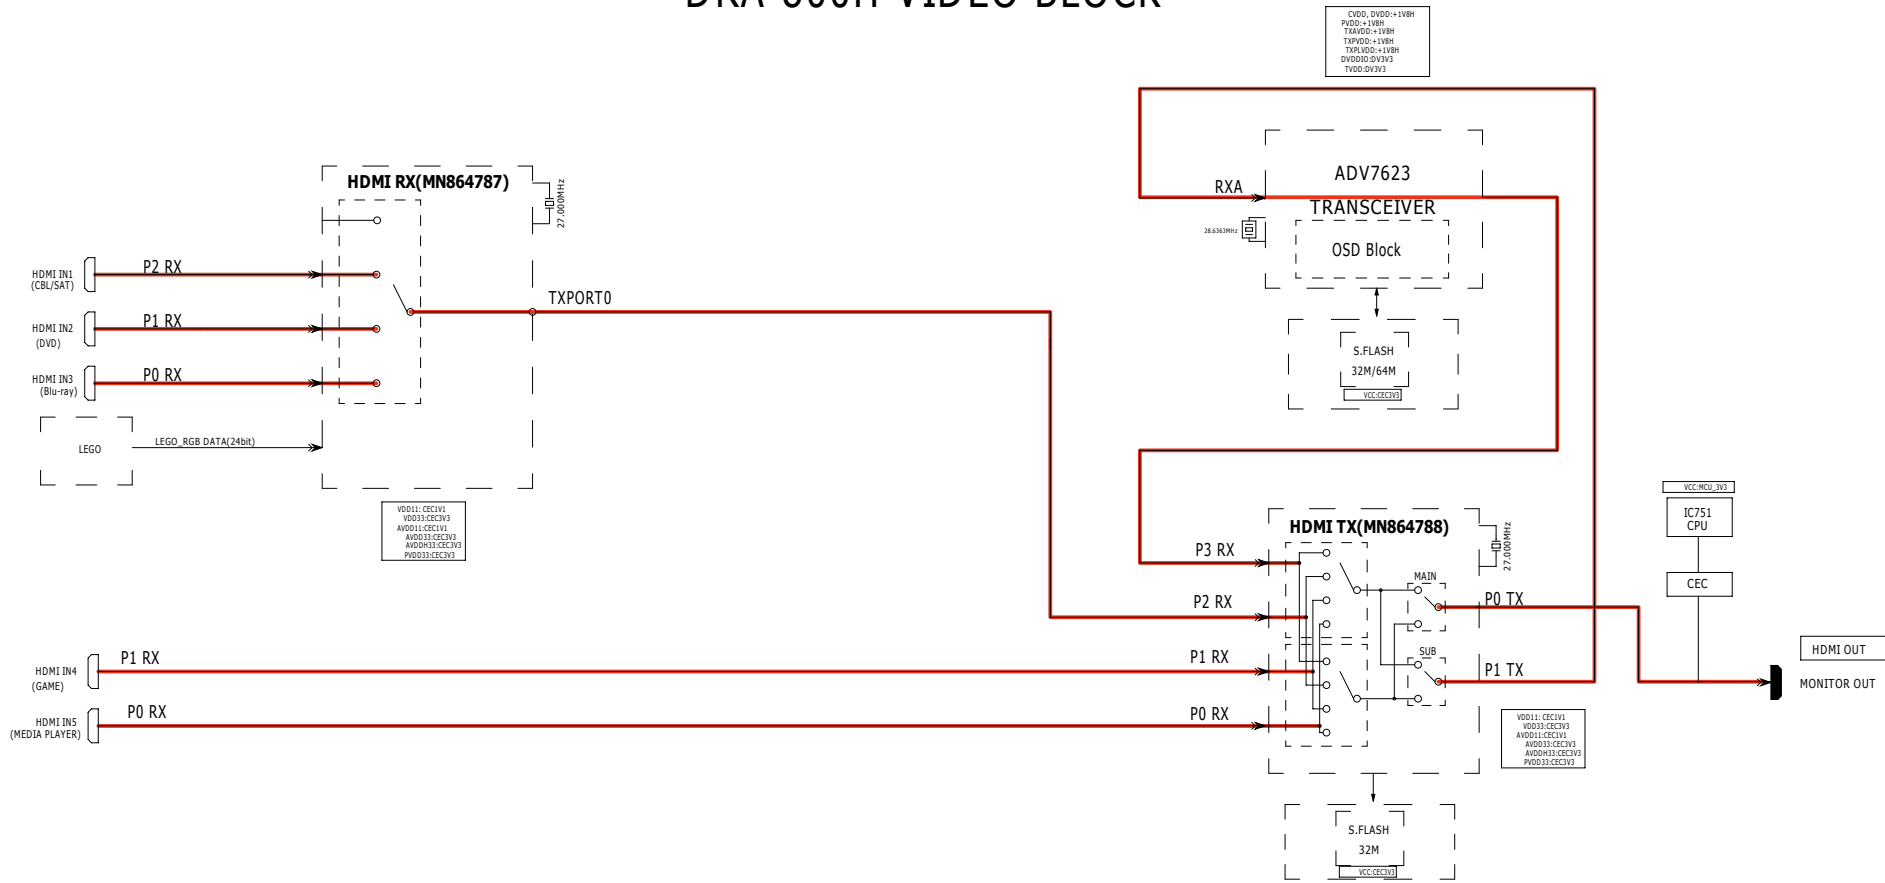 DRA-800H VIDEO BLOCK
CVDD, DVDD:+1V8H
PVDD:+1V8H
TXAVDD:+1V8H
TXPVDD:+1V8H
TXPLVDD:+1V8H
DVDDIO:DV3V3
TVDD:DV3V3
HDMI RX(MN864787)
27.000MHz
HDMI IN1
(CBL/SAT)
P2 RX
HDMI IN2
(DVD)
P1 RX
HDMI IN3
(Blu-ray)
P0 RX
LEGO
LEGO_RGB DATA(24bit)
TXPORT0
VDD11: CEC1V1
VDD33:CEC3V3
AVDD11:CEC1V1
AVDD33:CEC3V3
AVDDH33:CEC3V3
PVDD33:CEC3V3
RXA
ADV7623
TRANSCEIVER
28.6363MHz
OSD Block
S.FLASH
32M/64M
VCC:CEC3V3
HDMI TX(MN864788)
27.000MHz
P3 RX
P2 RX
P1 RX
P0 RX
MAIN
SUB
P0 TX
P1 TX
VCC:MCU_3V3
IC751
CPU
CEC
HDMI OUT
MONITOR OUT
HDMI IN4
(GAME)
P1 RX
HDMI IN5
(MEDIA PLAYER)
P0 RX
VDD11: CEC1V1
VDD33:CEC3V3
AVDD11:CEC1V1
AVDD33:CEC3V3
AVDDH33:CEC3V3
PVDD33:CEC3V3
S.FLASH
32M
VCC:CEC3V3